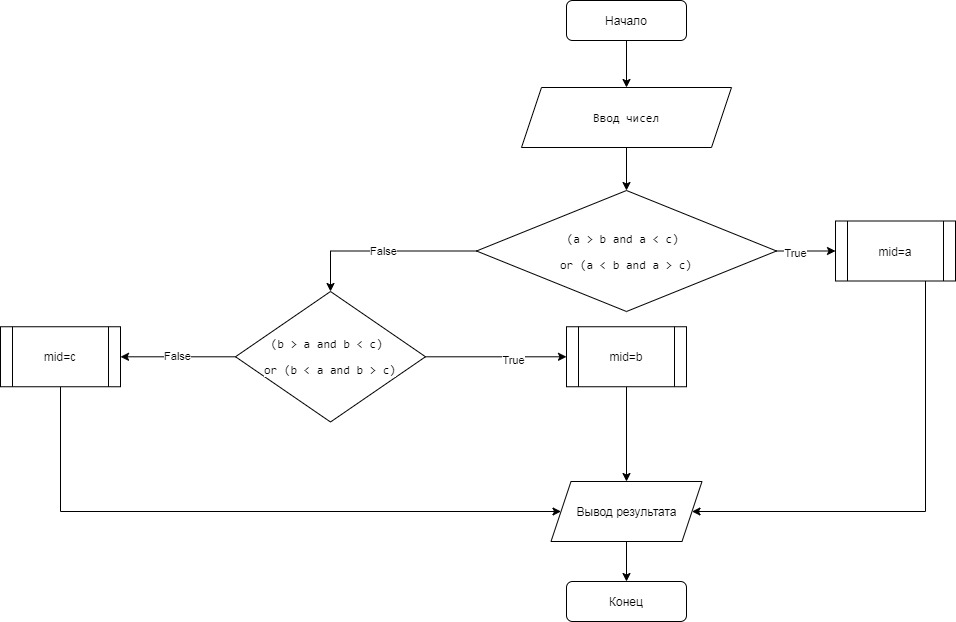 Начало
Ввод чисел
(a > b and a < c)
or (a < b and a > c)
False
True
mid=a
(b > a and b < c)
or (b < a and b > c)
False
mid=c
True
mid=b
Вывод результата
Конец